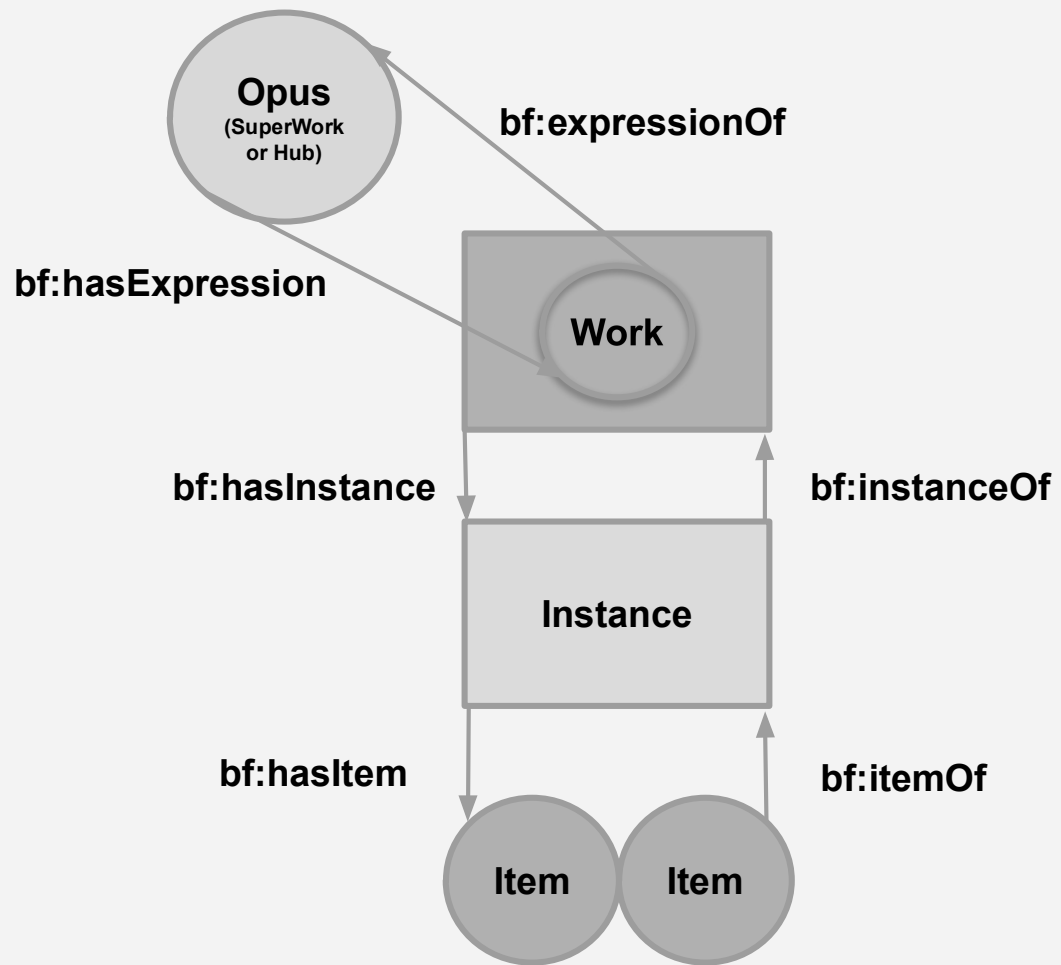 Opus
(SuperWork
or Hub)
bf:expressionOf
bf:hasExpression
Work
bf:hasInstance
bf:instanceOf
Instance
bf:hasItem
bf:itemOf
Item
Item